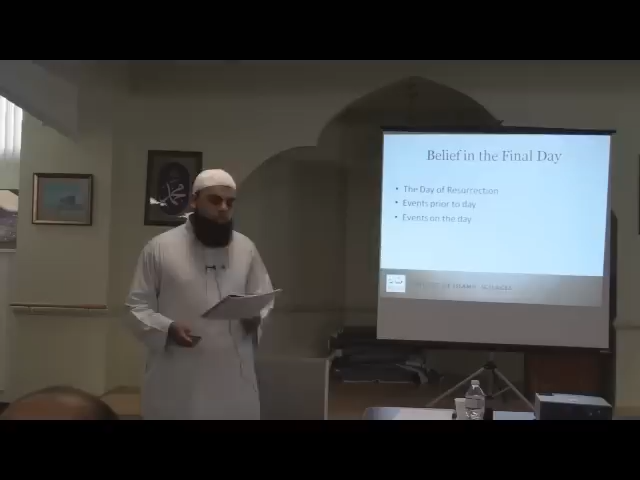 Belief in the Final Day
• The Day of Resurrection
• Events prior to day
• Events on the day